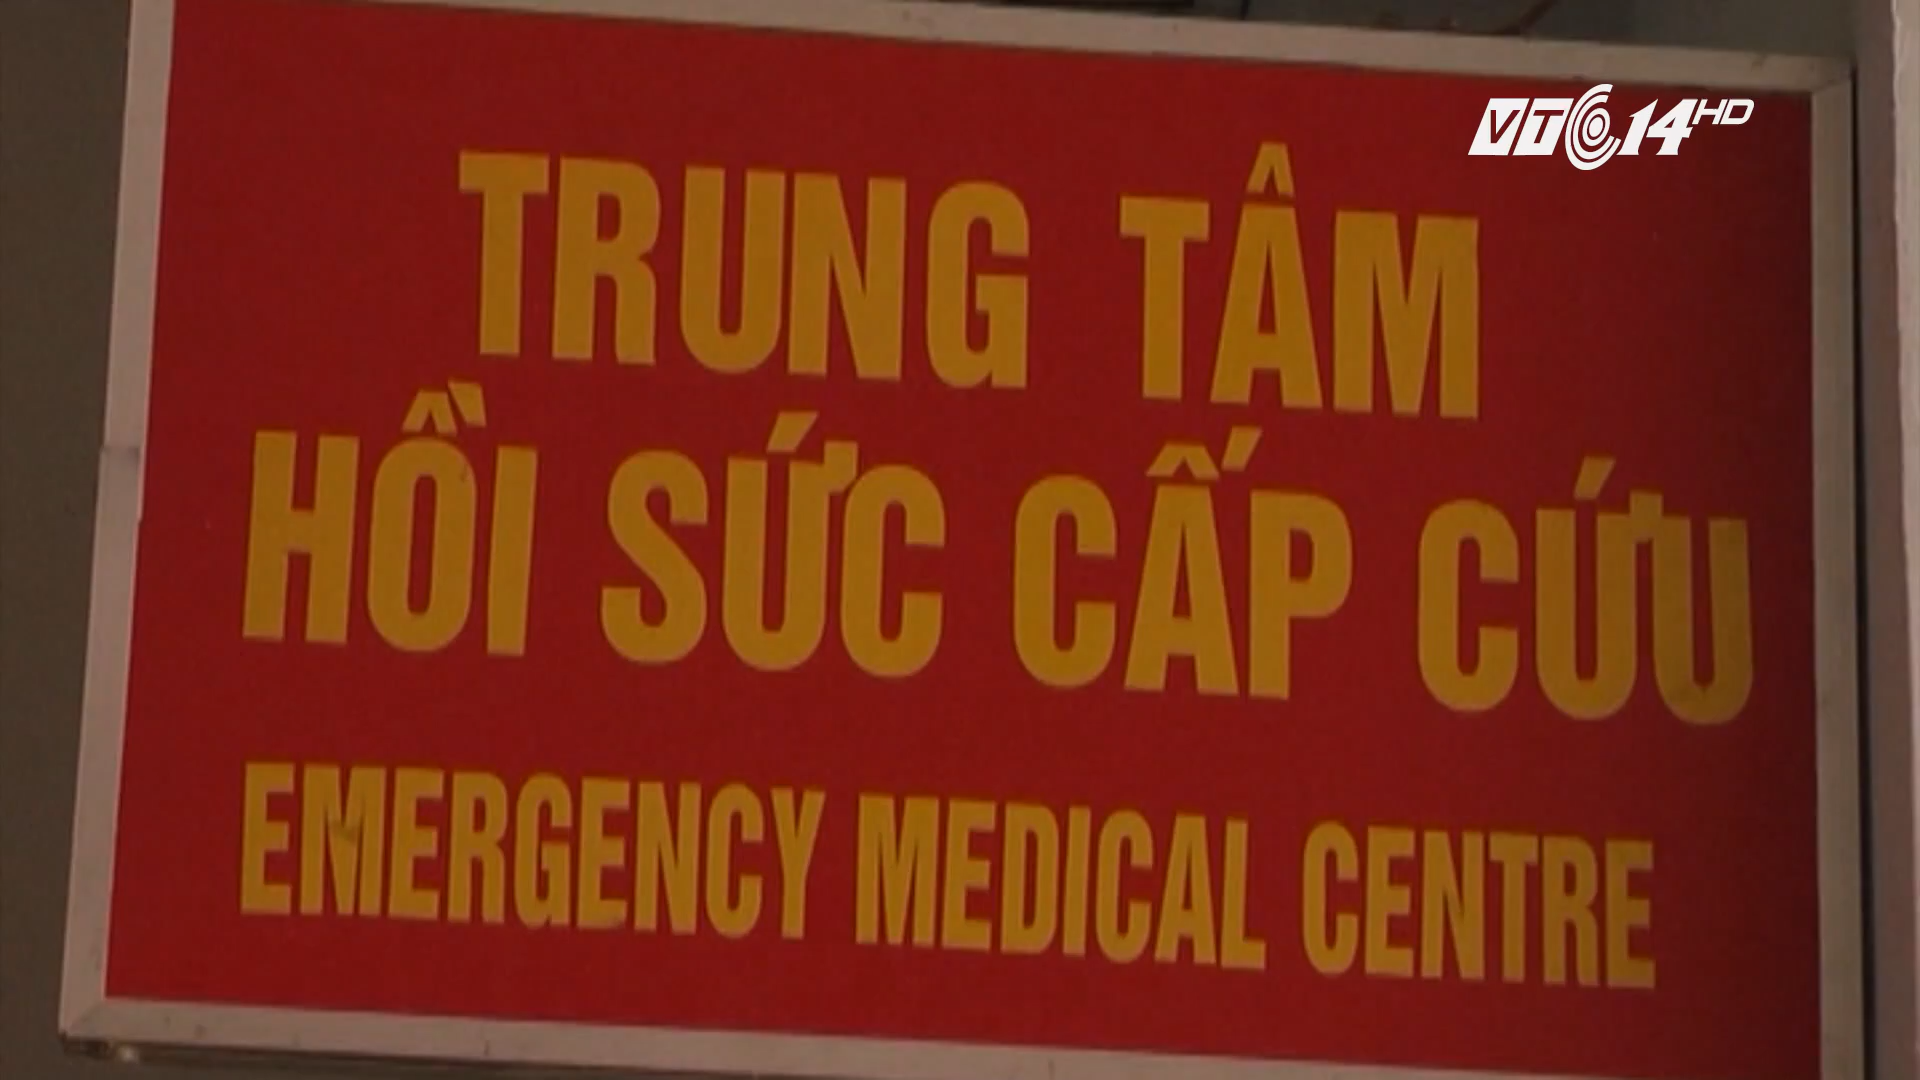 VTC14HD
TRUNG TÂM
HỒI SỨC CẤP CỨU
EMERGENCY MEDICAL CENTRE